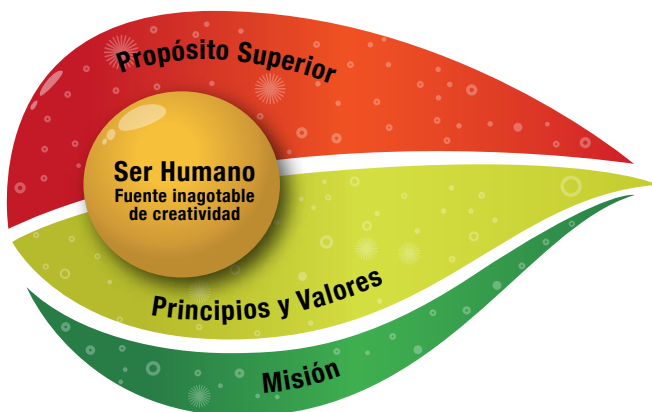 Propósito Superior
Ser Humano
Fuente inagotable
de creatividad
Principios y Valores
Misión